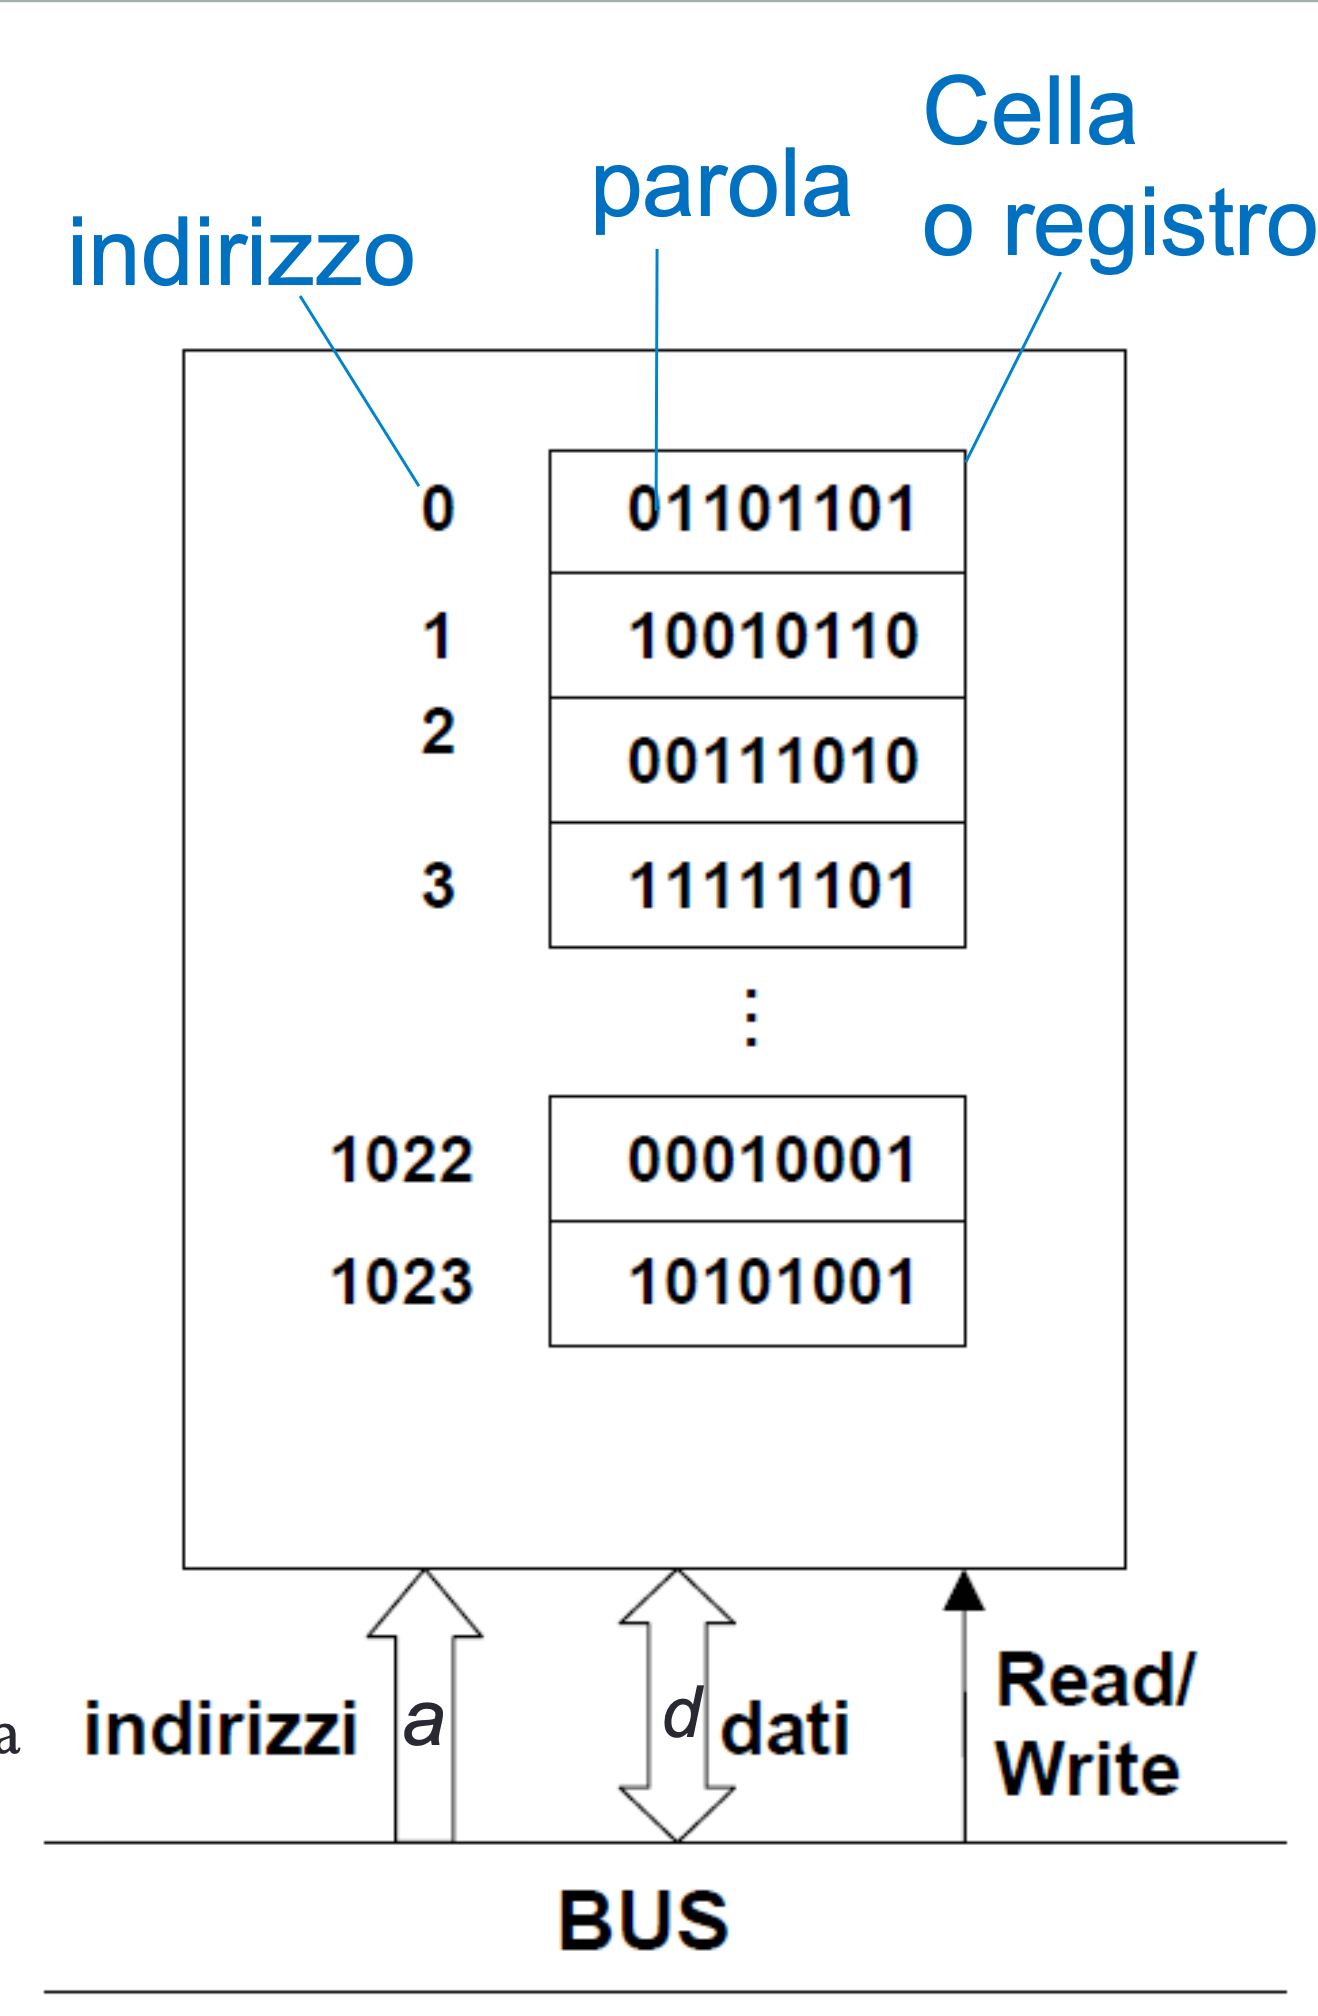 Cella
parola
o registro
indirizzo
0 01101101
1 10010110
2 00111010
3 11111101
⋮
1022 00010001
1023 10101001
Read/
a indirizzi a d dati
Write
BUS